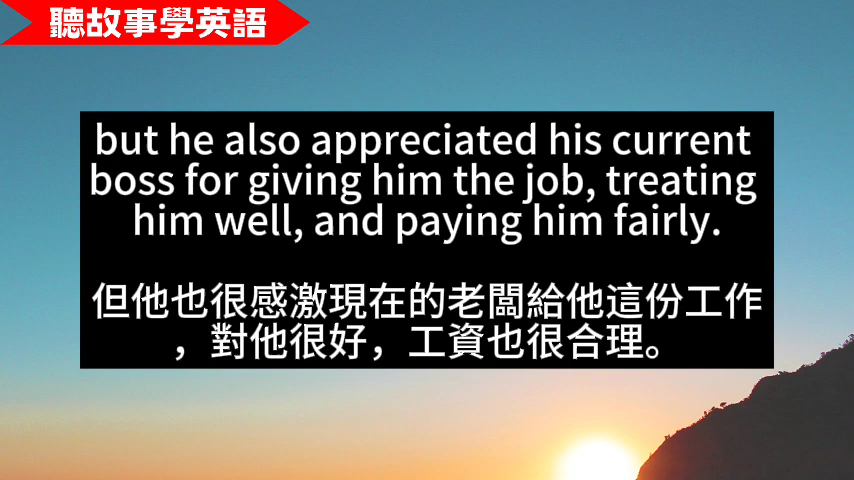 聽故事學英語
but he also appreciated his current
boss for giving him the job, treating
him well, and paying him fairly.
但他也很感激現在的老闆給他這份工作
，對他很好，工資也很合理。